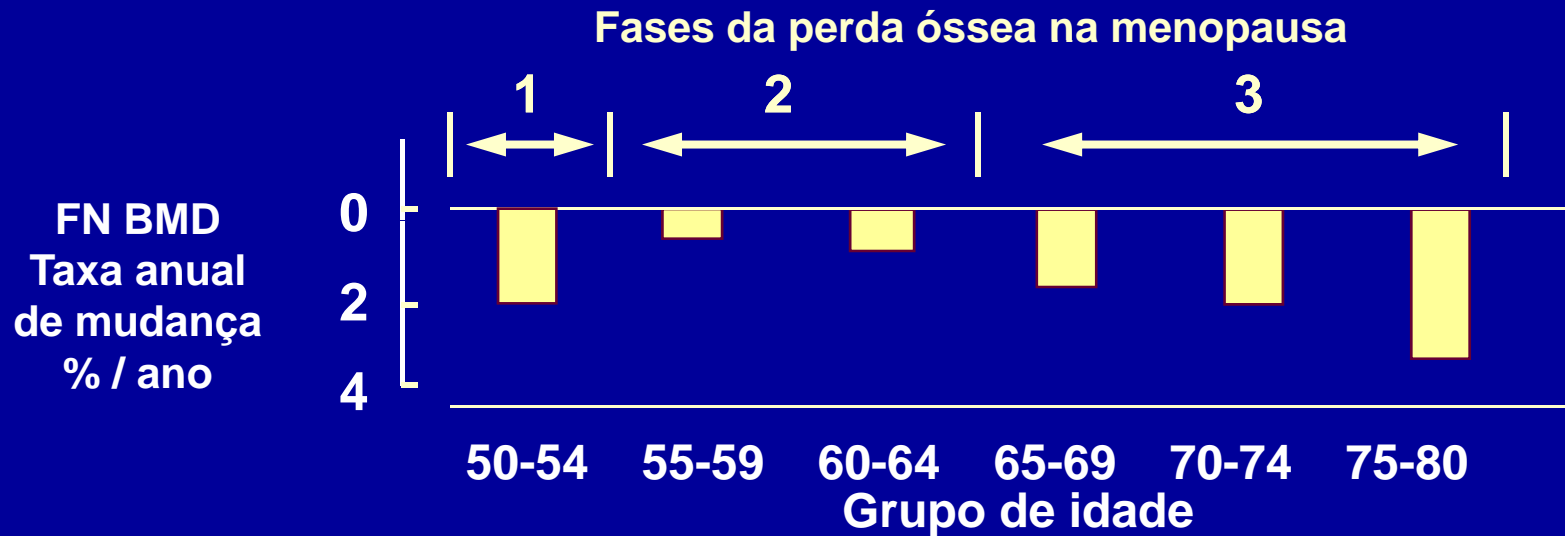 Fases da perda óssea na menopausa
1 2 3
FN BMD
Taxa anual
de mudança
% / ano
0
2
4
50-54 55-59 60-64 65-69 70-74 75-80
Grupo de idade